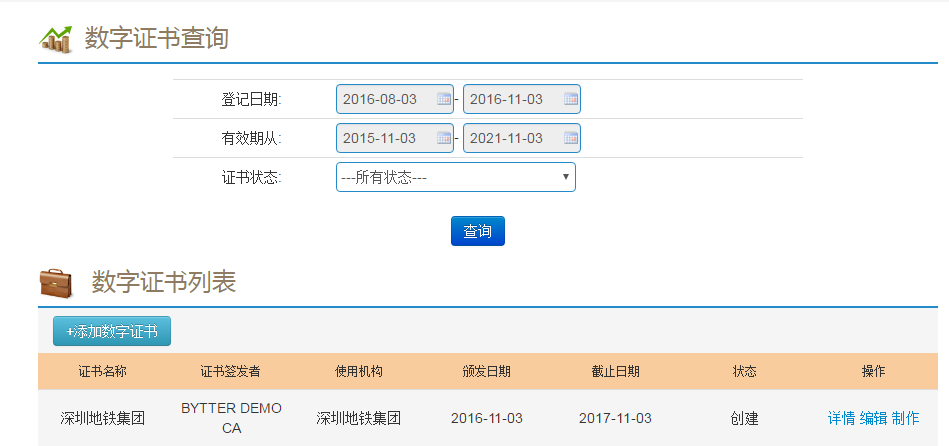 数字证书查询
登记日期: 2016-08-03 - 2016-11-03
有效期从: 2015-11-03 - 2021-11-03
证书状态: ---所有状态---
查询
数字证书列表
+添加数字证书
证书名称 证书签发者 使用机构 颁发日期 截止日期 状态 操作
深圳地铁集团 BYTTER DEMO CA 深圳地铁集团 2016-11-03 2017-11-03 创建 详情 编辑 制作